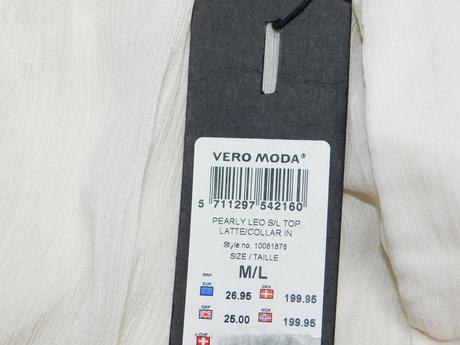 VERO MODA®
5 711297 542160
PEARLY LEO S/L TOP
LATTE/COLLAR IN
Style no. 10081878
SIZE / TAILLE
M/L
RRP:
EUR 26.95 DKK 199.95
GBP 25.00 NOK 199.95
CHF